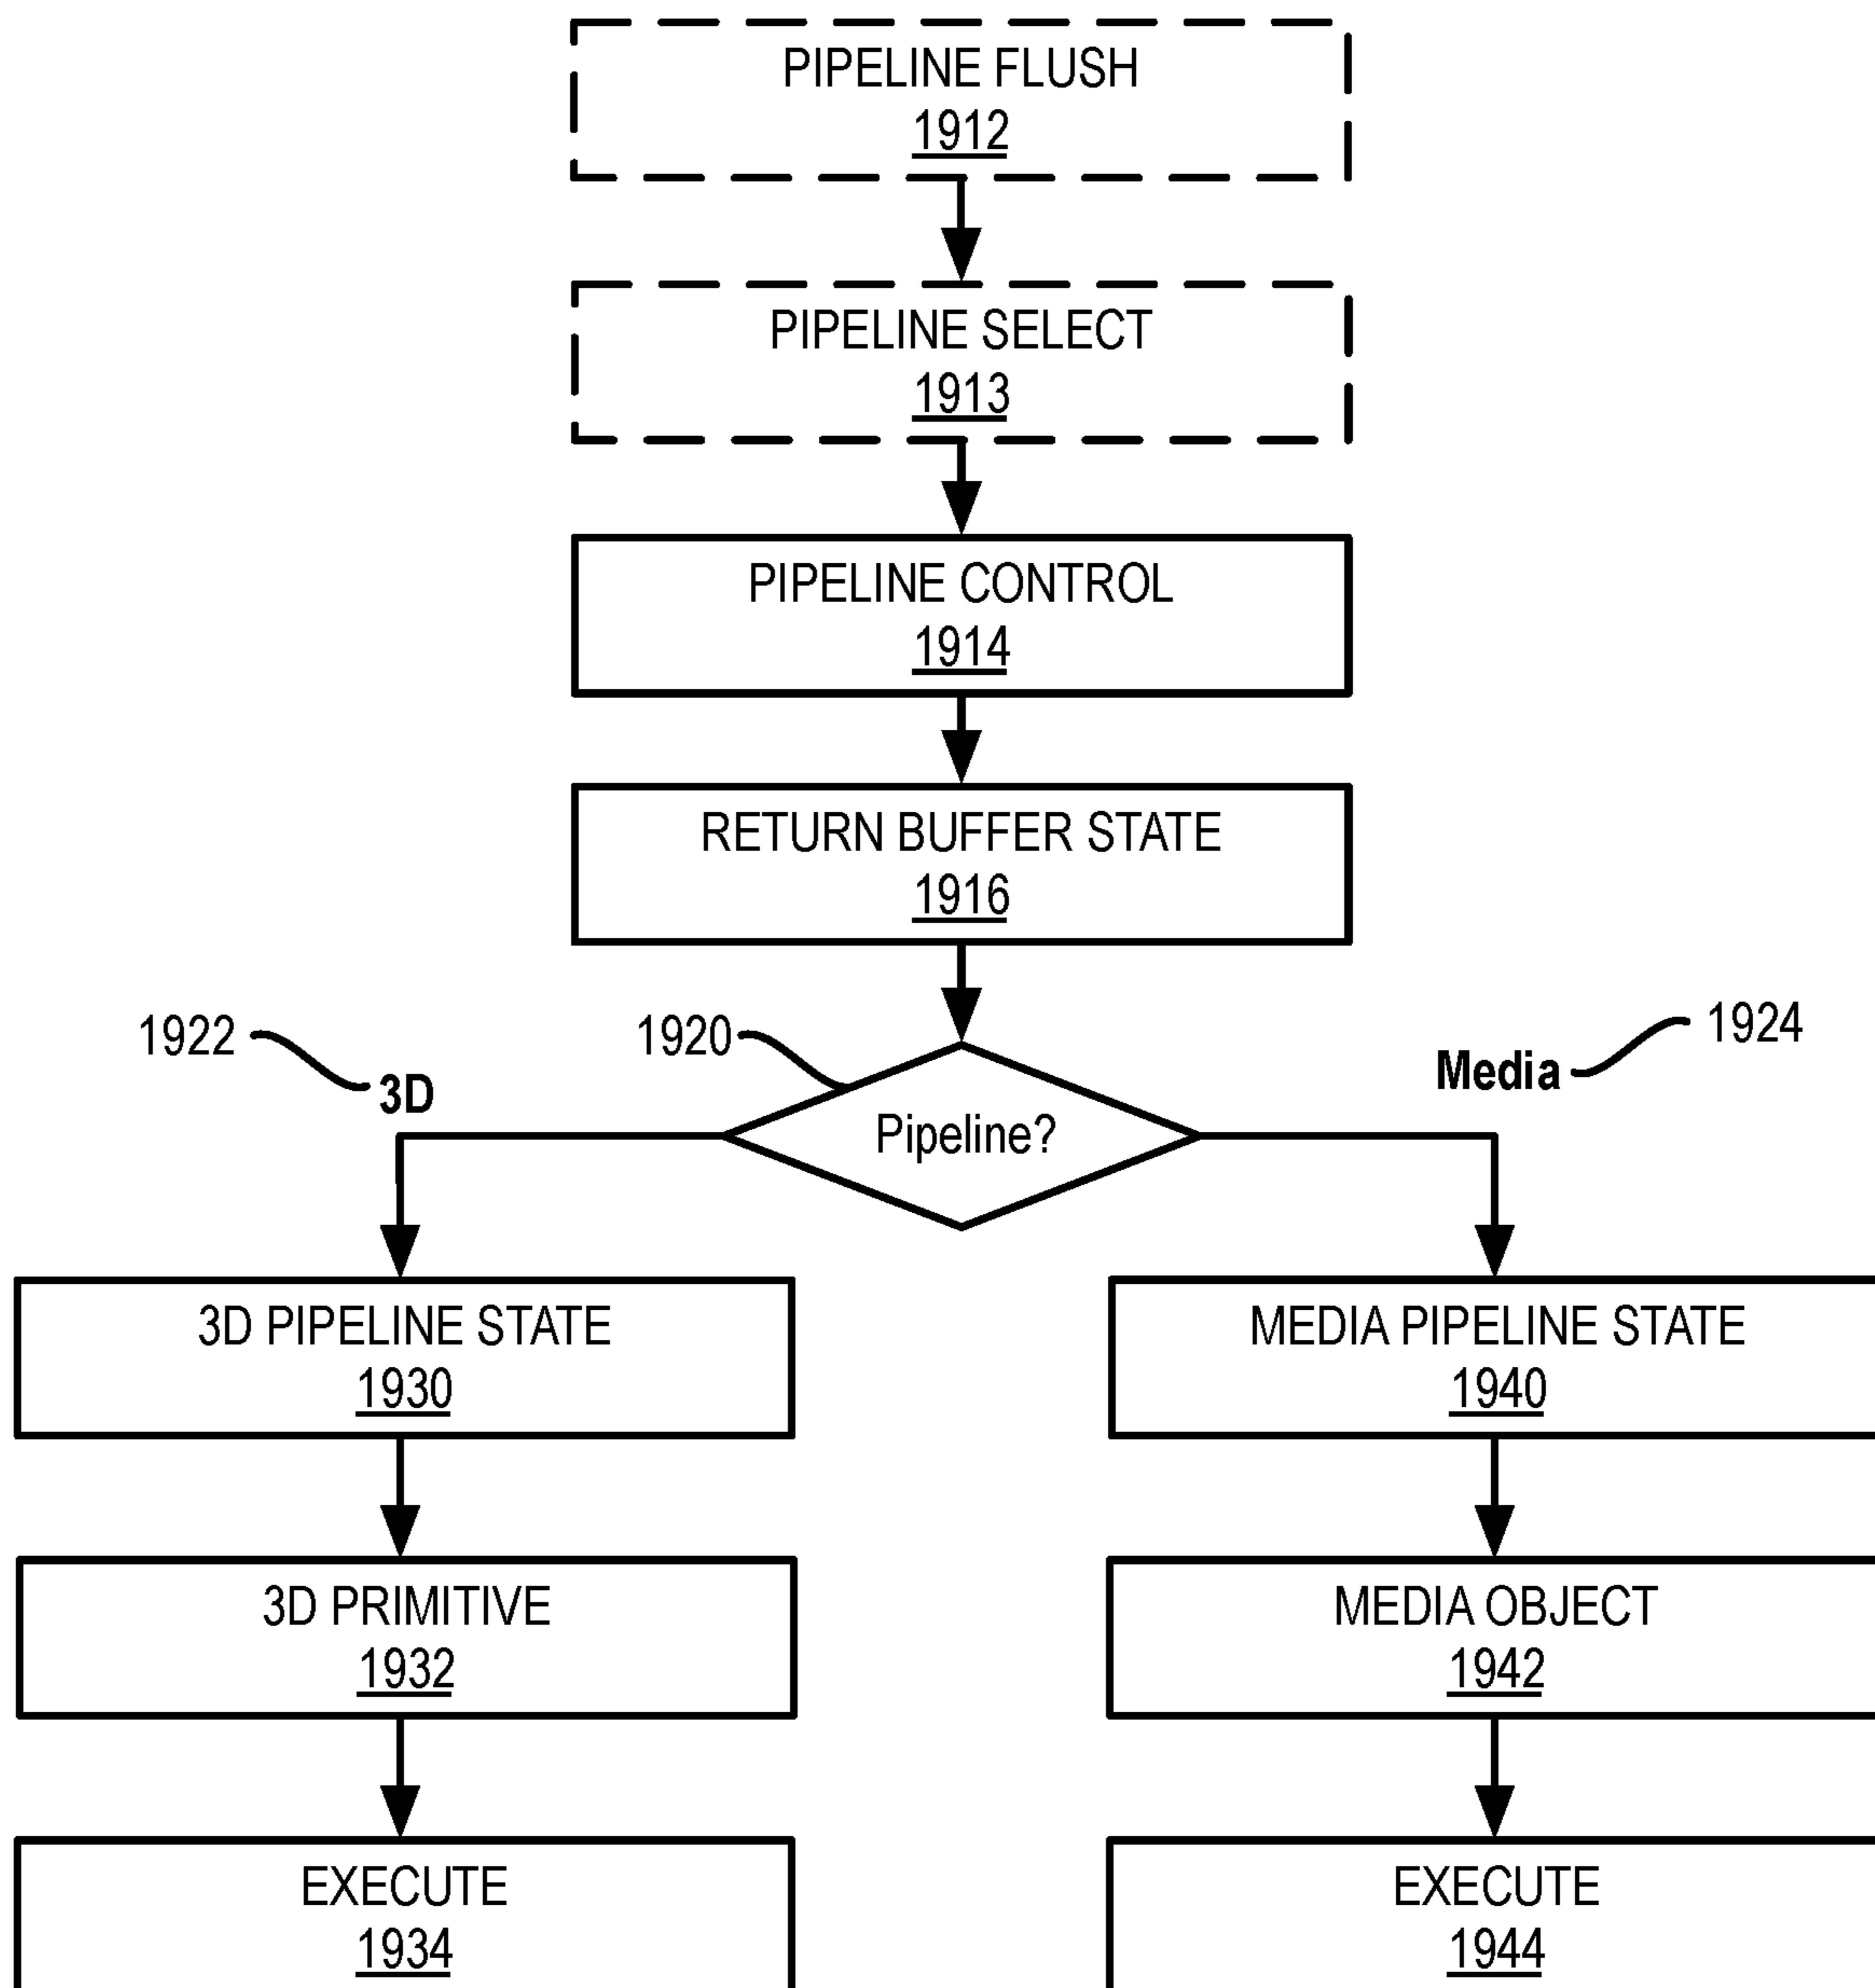 PIPELINE FLUSH
1912
PIPELINE SELECT
1913
PIPELINE CONTROL
1914
RETURN BUFFER STATE
1916
1922
1920
1924
3D
Media
Pipeline?
3D PIPELINE STATE
1930
MEDIA PIPELINE STATE
1940
3D PRIMITIVE
1932
MEDIA OBJECT
1942
EXECUTE
1934
EXECUTE
1944